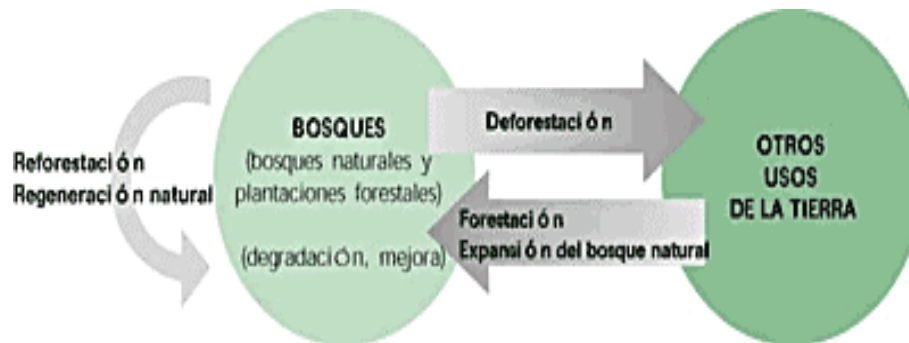 Reforestación
Regeneración natural
BOSQUES
(bosques naturales y
plantaciones forestales)
(degradación, mejora)
Deforestación
Forestación
Expansión del bosque natural
OTROS
USOS
DE LA TIERRA